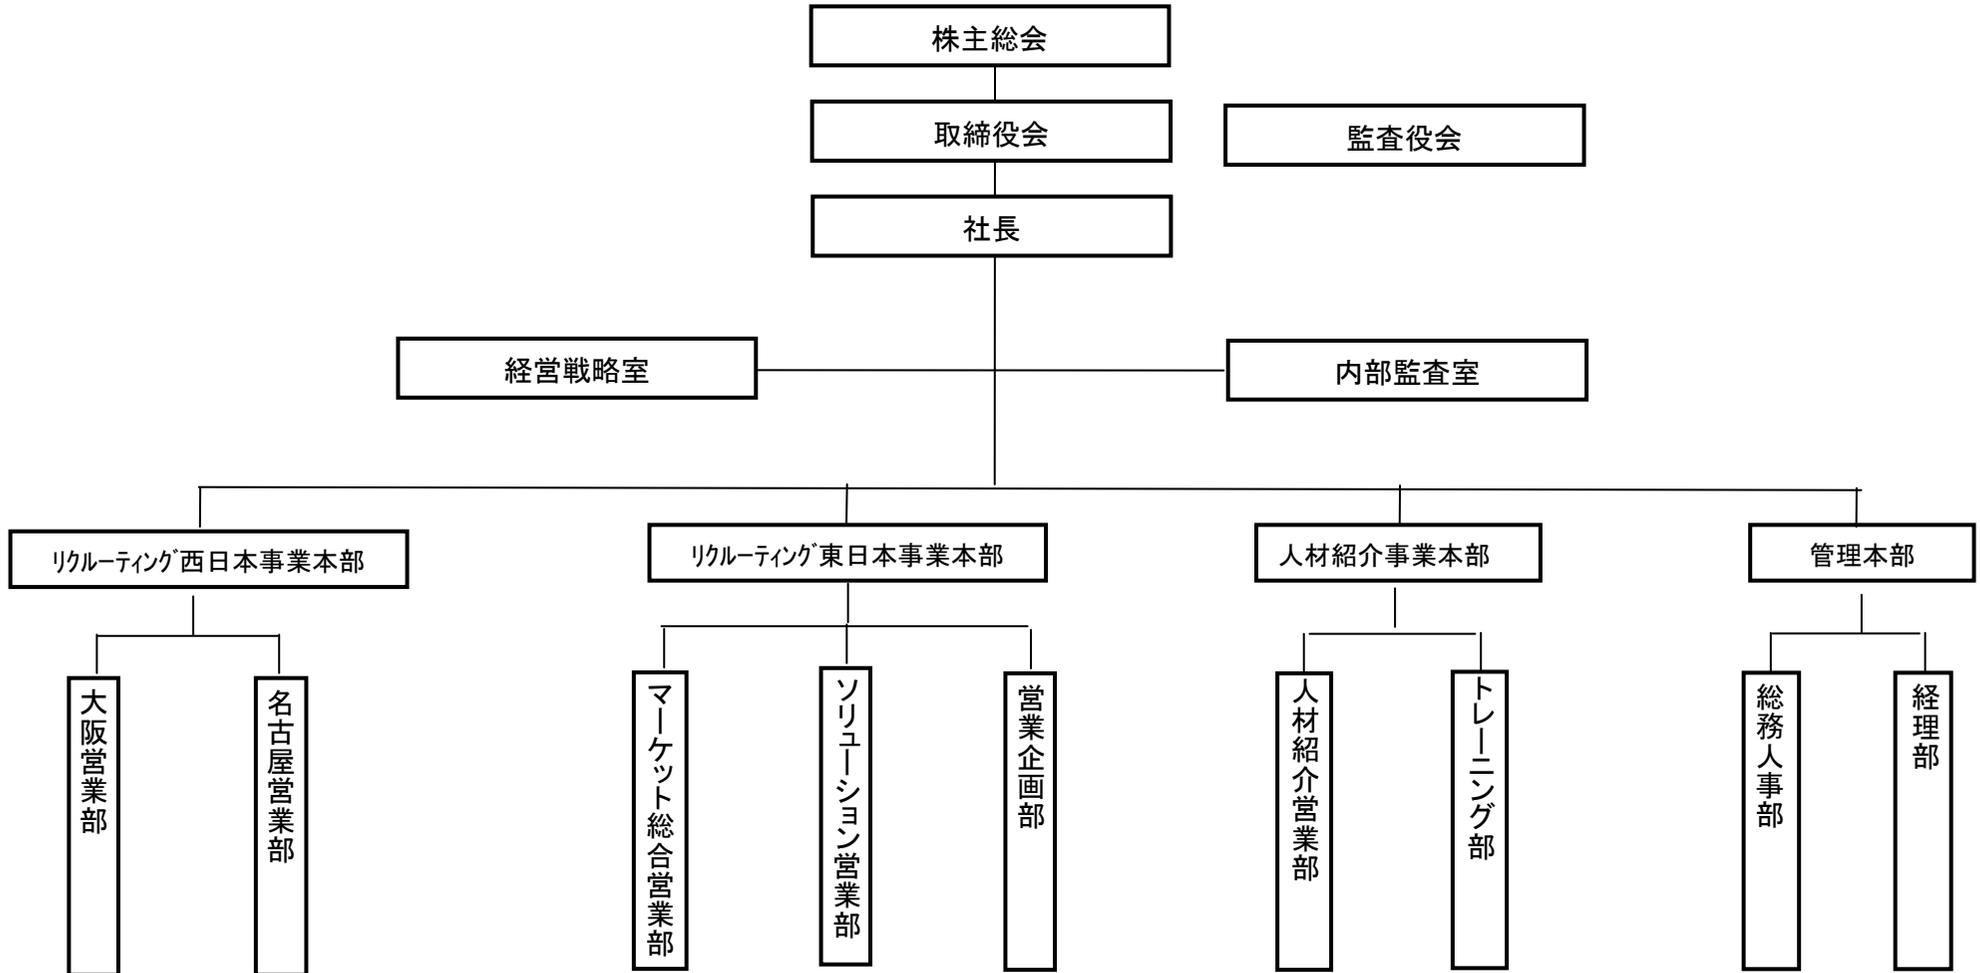 株主総会
取締役会
監査役会
社長
経営戦略室
内部監査室
ﾘｸﾙｰﾃｨﾝｸﾞ西日本事業本部
ﾘｸﾙｰﾃｨﾝｸﾞ東日本事業本部
人材紹介事業本部
管理本部
大阪営業部
名古屋営業部
マーケット総合営業部
ソリューション営業部
営業企画部
人材紹介営業部
トレーニング部
総務人事部
経理部